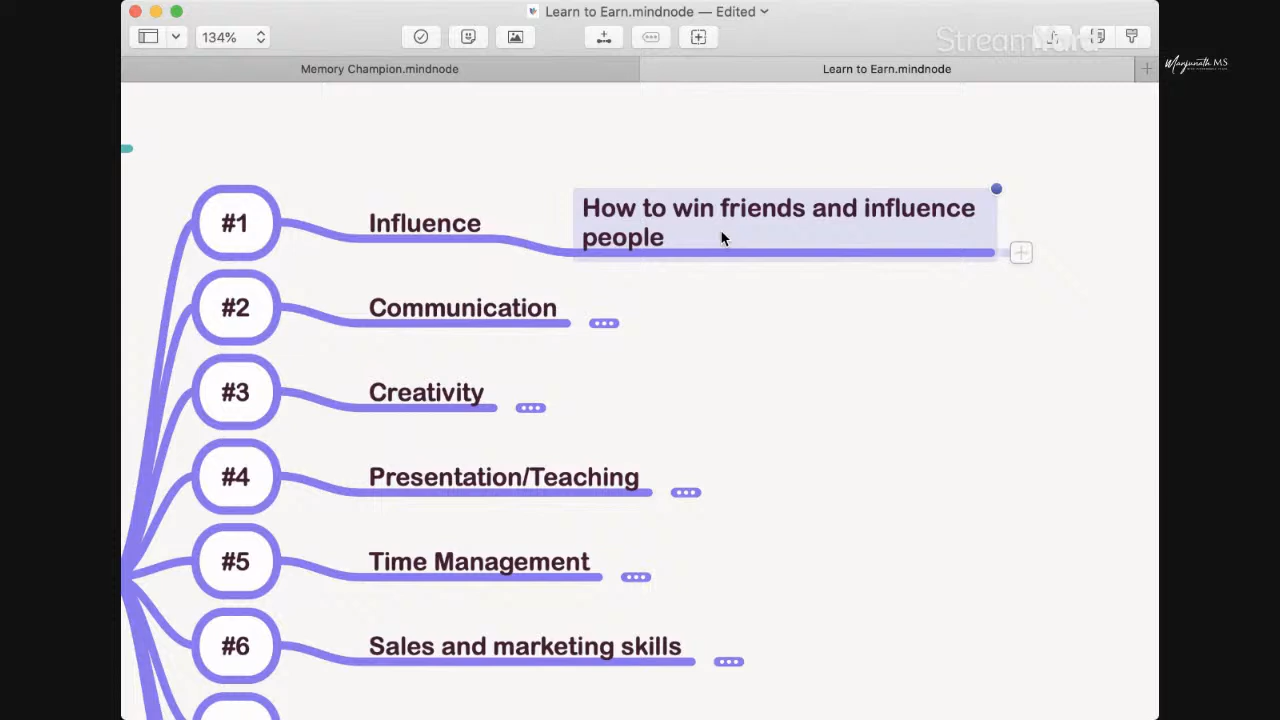 Learn to Earn.mindnode — Edited
134%
StreamYard
Memory Champion.mindnode
Learn to Earn.mindnode
Manjunath MS
#1
Influence
How to win friends and influence
people
#2
Communication
#3
Creativity
#4
Presentation/Teaching
#5
Time Management
#6
Sales and marketing skills